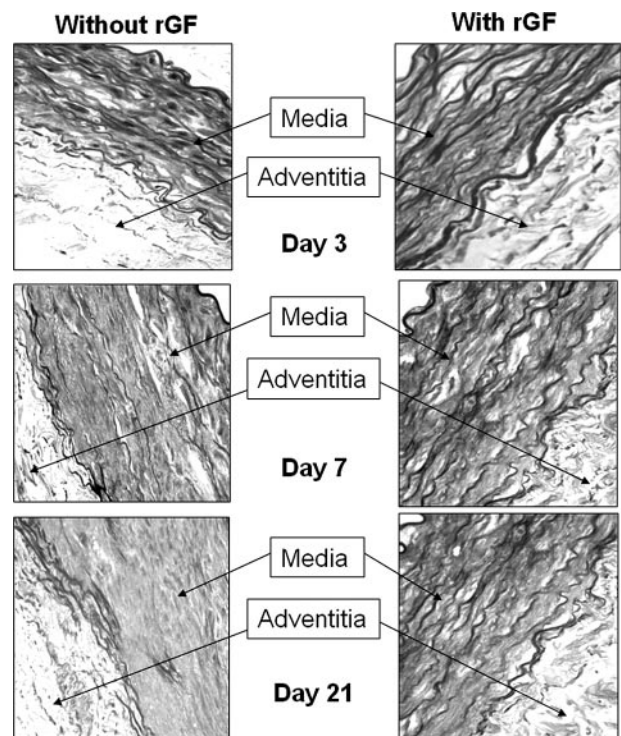 Without rGF
With rGF
Media
Adventitia
Day 3
Media
Adventitia
Day 7
Media
Adventitia
Day 21